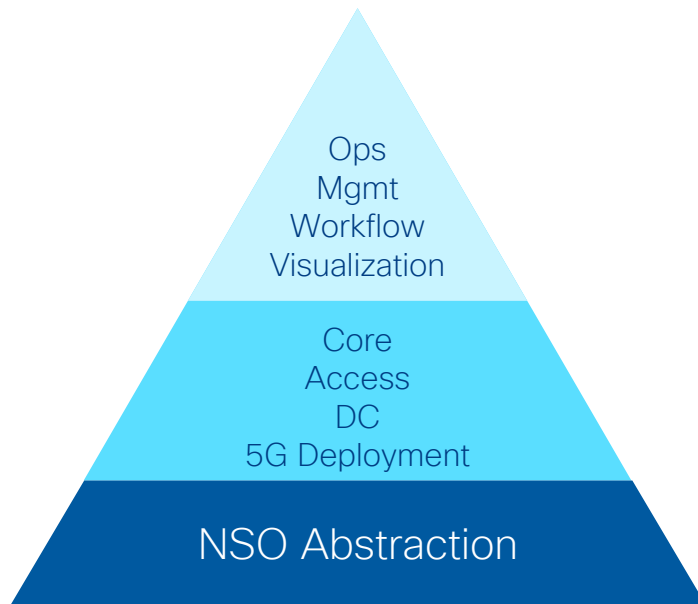 Ops
Mgmt
Workflow
Visualization
Core
Access
DC
5G Deployment
NSO Abstraction